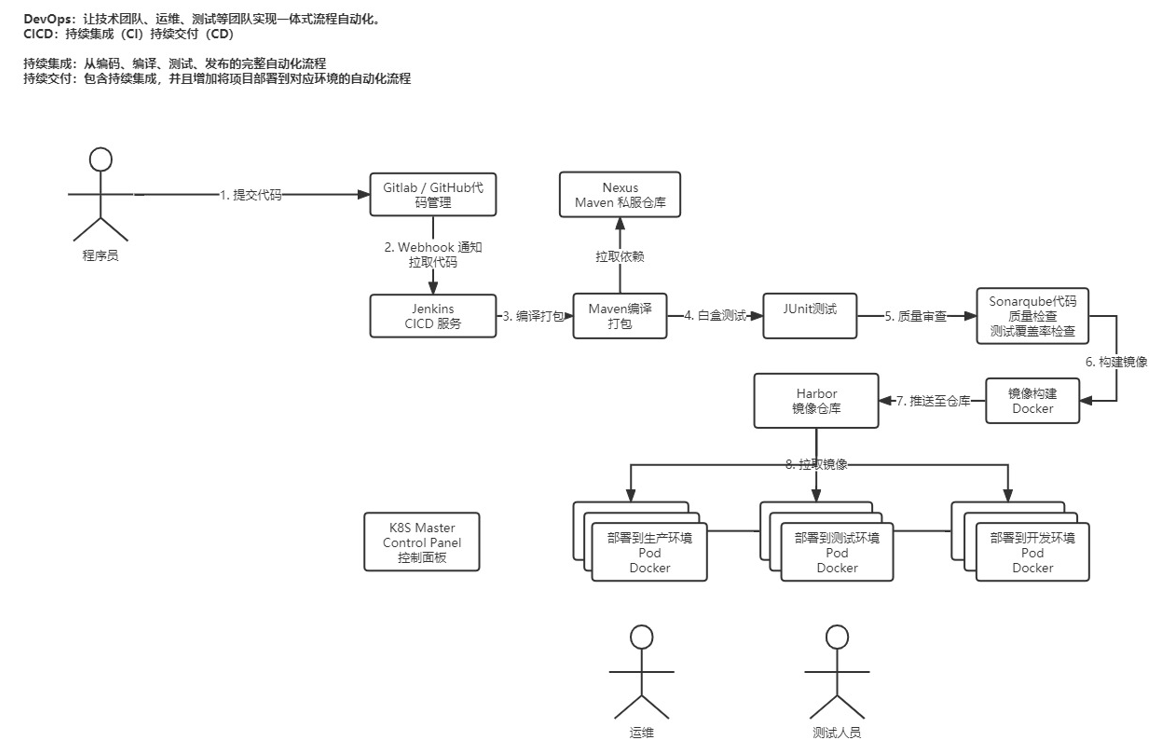 DevOps：让技术团队、运维、测试等团队实现一体式流程自动化。
CICD：持续集成（CI）持续交付（CD）
持续集成：从编码、编译、测试、发布的完整自动化流程
持续交付：包含持续集成，并且增加将项目部署到对应环境的自动化流程
程序员
1. 提交代码
Gitlab / GitHub代
码管理
2. Webhook 通知
拉取代码
Jenkins
CICD 服务
3. 编译打包
Maven编译
打包
拉取依赖
Nexus
Maven 私服仓库
4. 白盒测试
JUnit测试
5. 质量审查
Sonarqube代码
质量检查
测试覆盖率检查
6. 构建镜像
镜像构建
Docker
7. 推送至仓库
Harbor
镜像仓库
8. 拉取镜像
K8S Master
Control Panel
控制面板
部署到生产环境
Pod
Docker
部署到测试环境
Pod
Docker
部署到开发环境
Pod
Docker
运维
测试人员